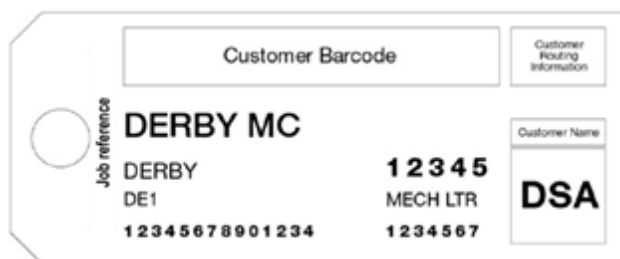 Customer Barcode
Customer
Routing
Information
Job reference
DERBY MC
Customer Name
DERBY
12345
DE1
MECH LTR
DSA
12345678901234
1234567